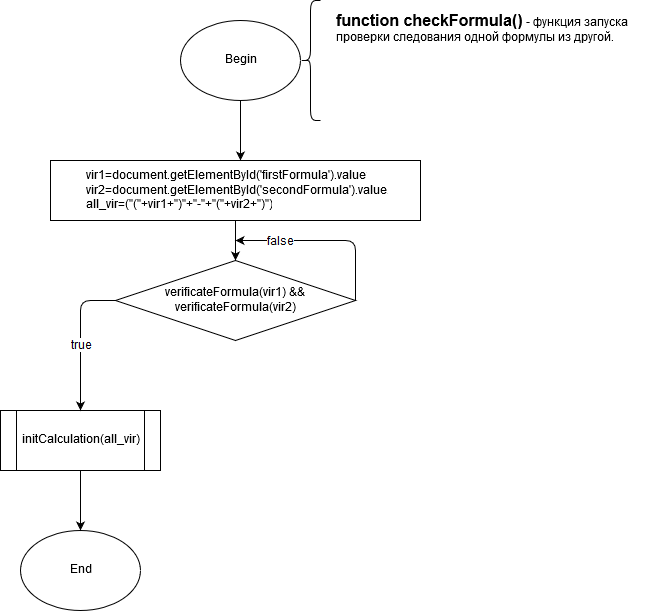 function checkFormula() - функция запуска
проверки следования одной формулы из другой.
Begin
vir1=document.getElementById('firstFormula').value
vir2=document.getElementById('secondFormula').value
all_vir=("("+vir1+")"+"-"+"("+vir2+")")
false
verificateFormula(vir1) &&
verificateFormula(vir2)
true
initCalculation(all_vir)
End